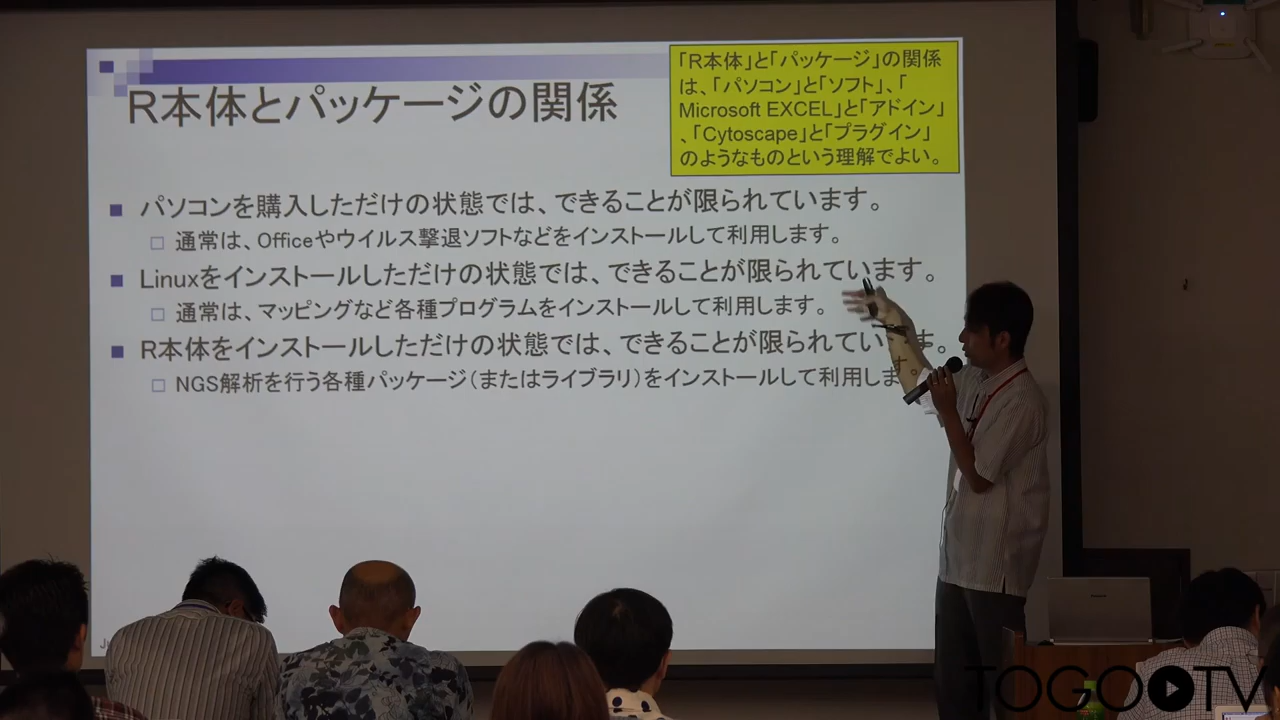 R本体とパッケージの関係
「R本体」と「パッケージ」の関係
は、「パソコン」と「ソフト」、「
Microsoft EXCEL」と「アドイン」
、「Cytoscape」と「プラグイン」
のようなものという理解でよい。
パソコンを購入しただけの状態では、できることが限られています。
通常は、Officeやウイルス撃退ソフトなどをインストールして利用します。
Linuxをインストールしただけの状態では、できることが限られています。
通常は、マッピングなど各種プログラムをインストールして利用します。
R本体をインストールしただけの状態では、できることが限られています。
NGS解析を行う各種パッケージ(またはライブラリ)をインストールして利用します。
TOGOTV